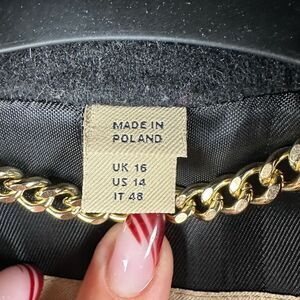 MADE IN
POLAND
UK 16
US 14
IT 48